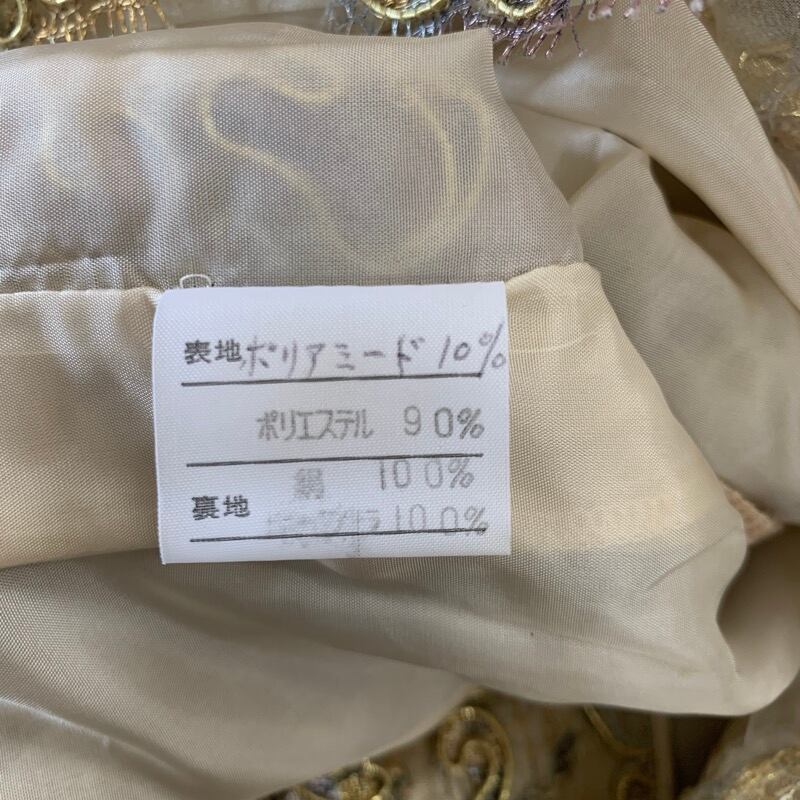 表地 ポリアミード 10%
ポリエステル 90%
絹 100%
裏地 100%